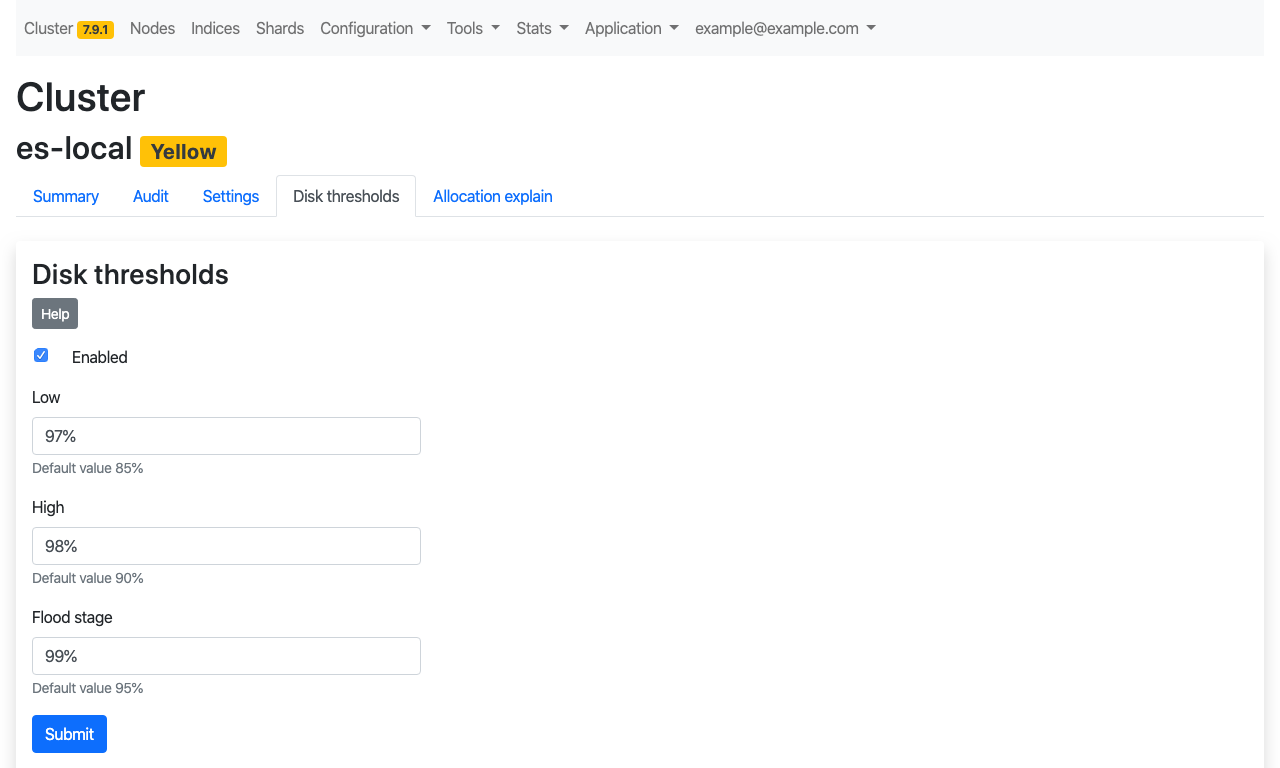 Cluster 7.9.1 Nodes Indices Shards Configuration Tools Stats Application example@example.com
Cluster
es-local Yellow
Summary Audit Settings Disk thresholds Allocation explain
Disk thresholds
Help
Enabled
Low
97%
Default value 85%
High
98%
Default value 90%
Flood stage
99%
Default value 95%
Submit